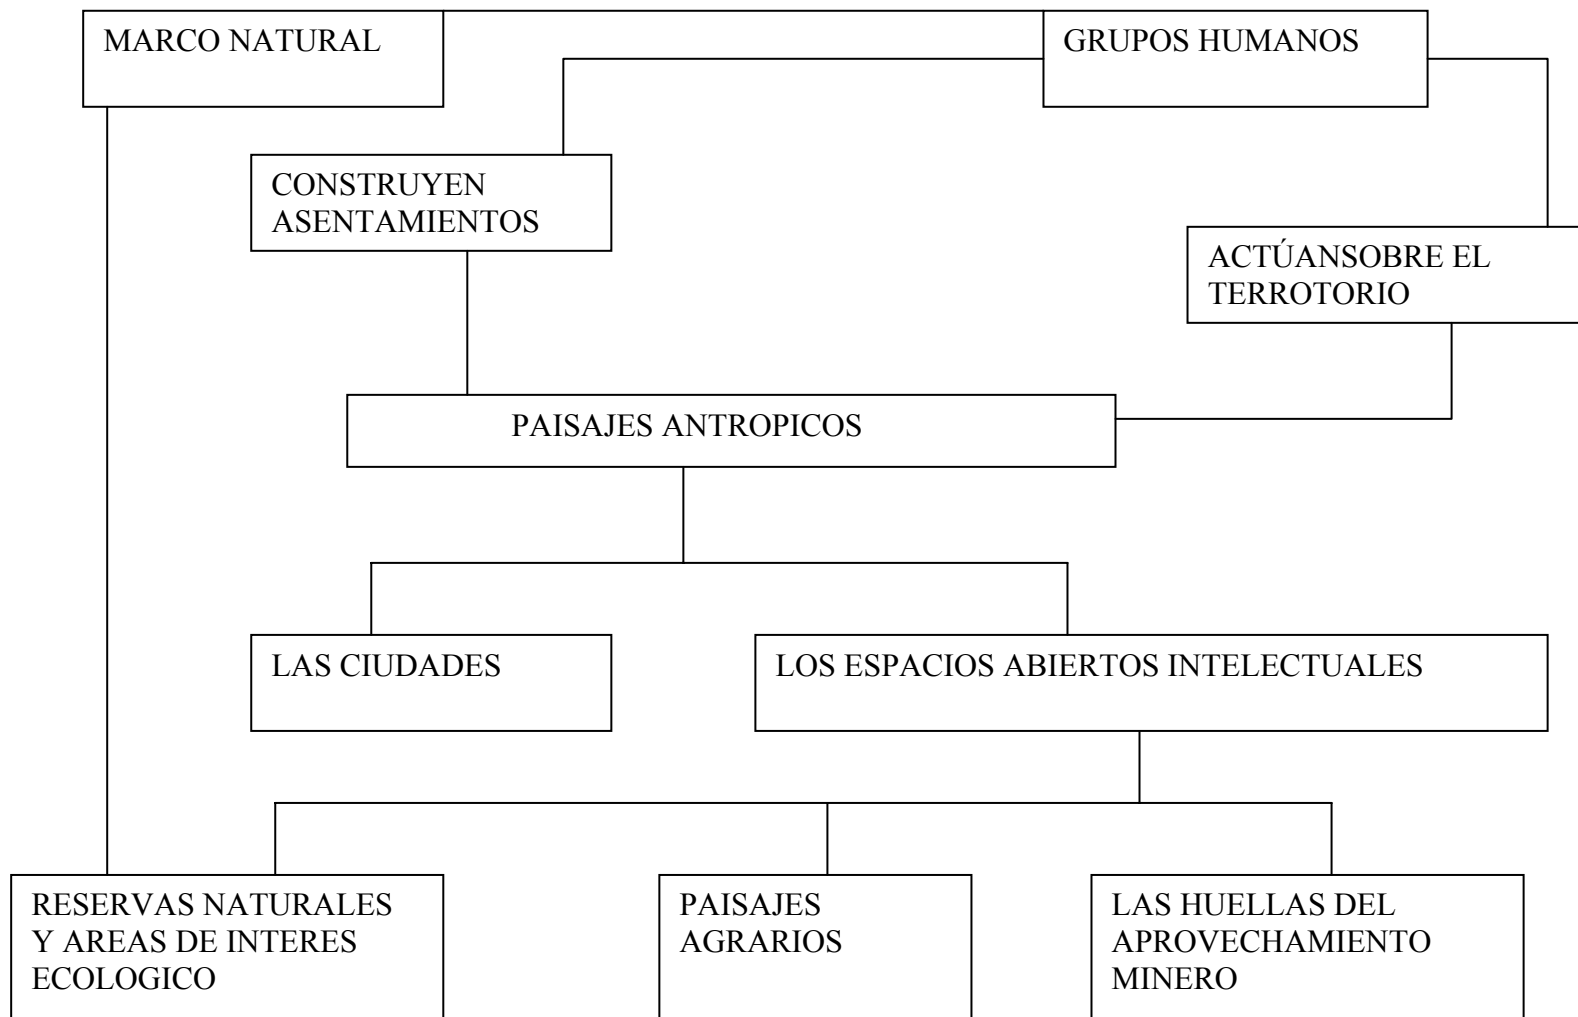 MARCO NATURAL
GRUPOS HUMANOS
CONSTRUYEN
ASENTAMIENTOS
ACTÚANSOBRE EL
TERROTORIO
PAISAJES ANTROPICOS
LAS CIUDADES
LOS ESPACIOS ABIERTOS INTELECTUALES
RESERVAS NATURALES
Y AREAS DE INTERES
ECOLOGICO
PAISAJES
AGRARIOS
LAS HUELLAS DEL
APROVECHAMIENTO
MINERO